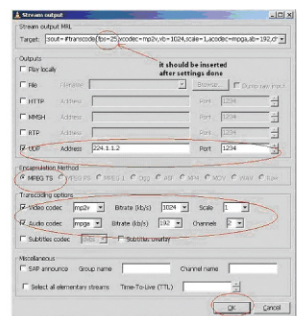 Stream output
Stream output MRL
Target: :sout=#transcode{fps=25,vcodec=mp2v,vb=1024,scale=1,acodec=mpga,ab=192,ch
it should be inserted
after settings done
Outputs
Play locally
File Filename Browse... Dump raw input
HTTP Address Port 1234
MMSH Address Port 1234
RTP Address Port 1234
UDP Address 224.1.1.2 Port 1234
Encapsulation Method
MPEG TS MPEG PS MPEG 1 Ogg ASF MP4 MOV WAV Raw
Transcoding options
Video codec mp2v Bitrate (kb/s) 1024 Scale 1
Audio codec mpga Bitrate (kb/s) 192 Channels 2
Subtitles codec dvbs Subtitles overlay
Miscellaneous
SAP announce Group name Channel name
Select all elementary streams Time-To-Live (TTL)
OK Cancel